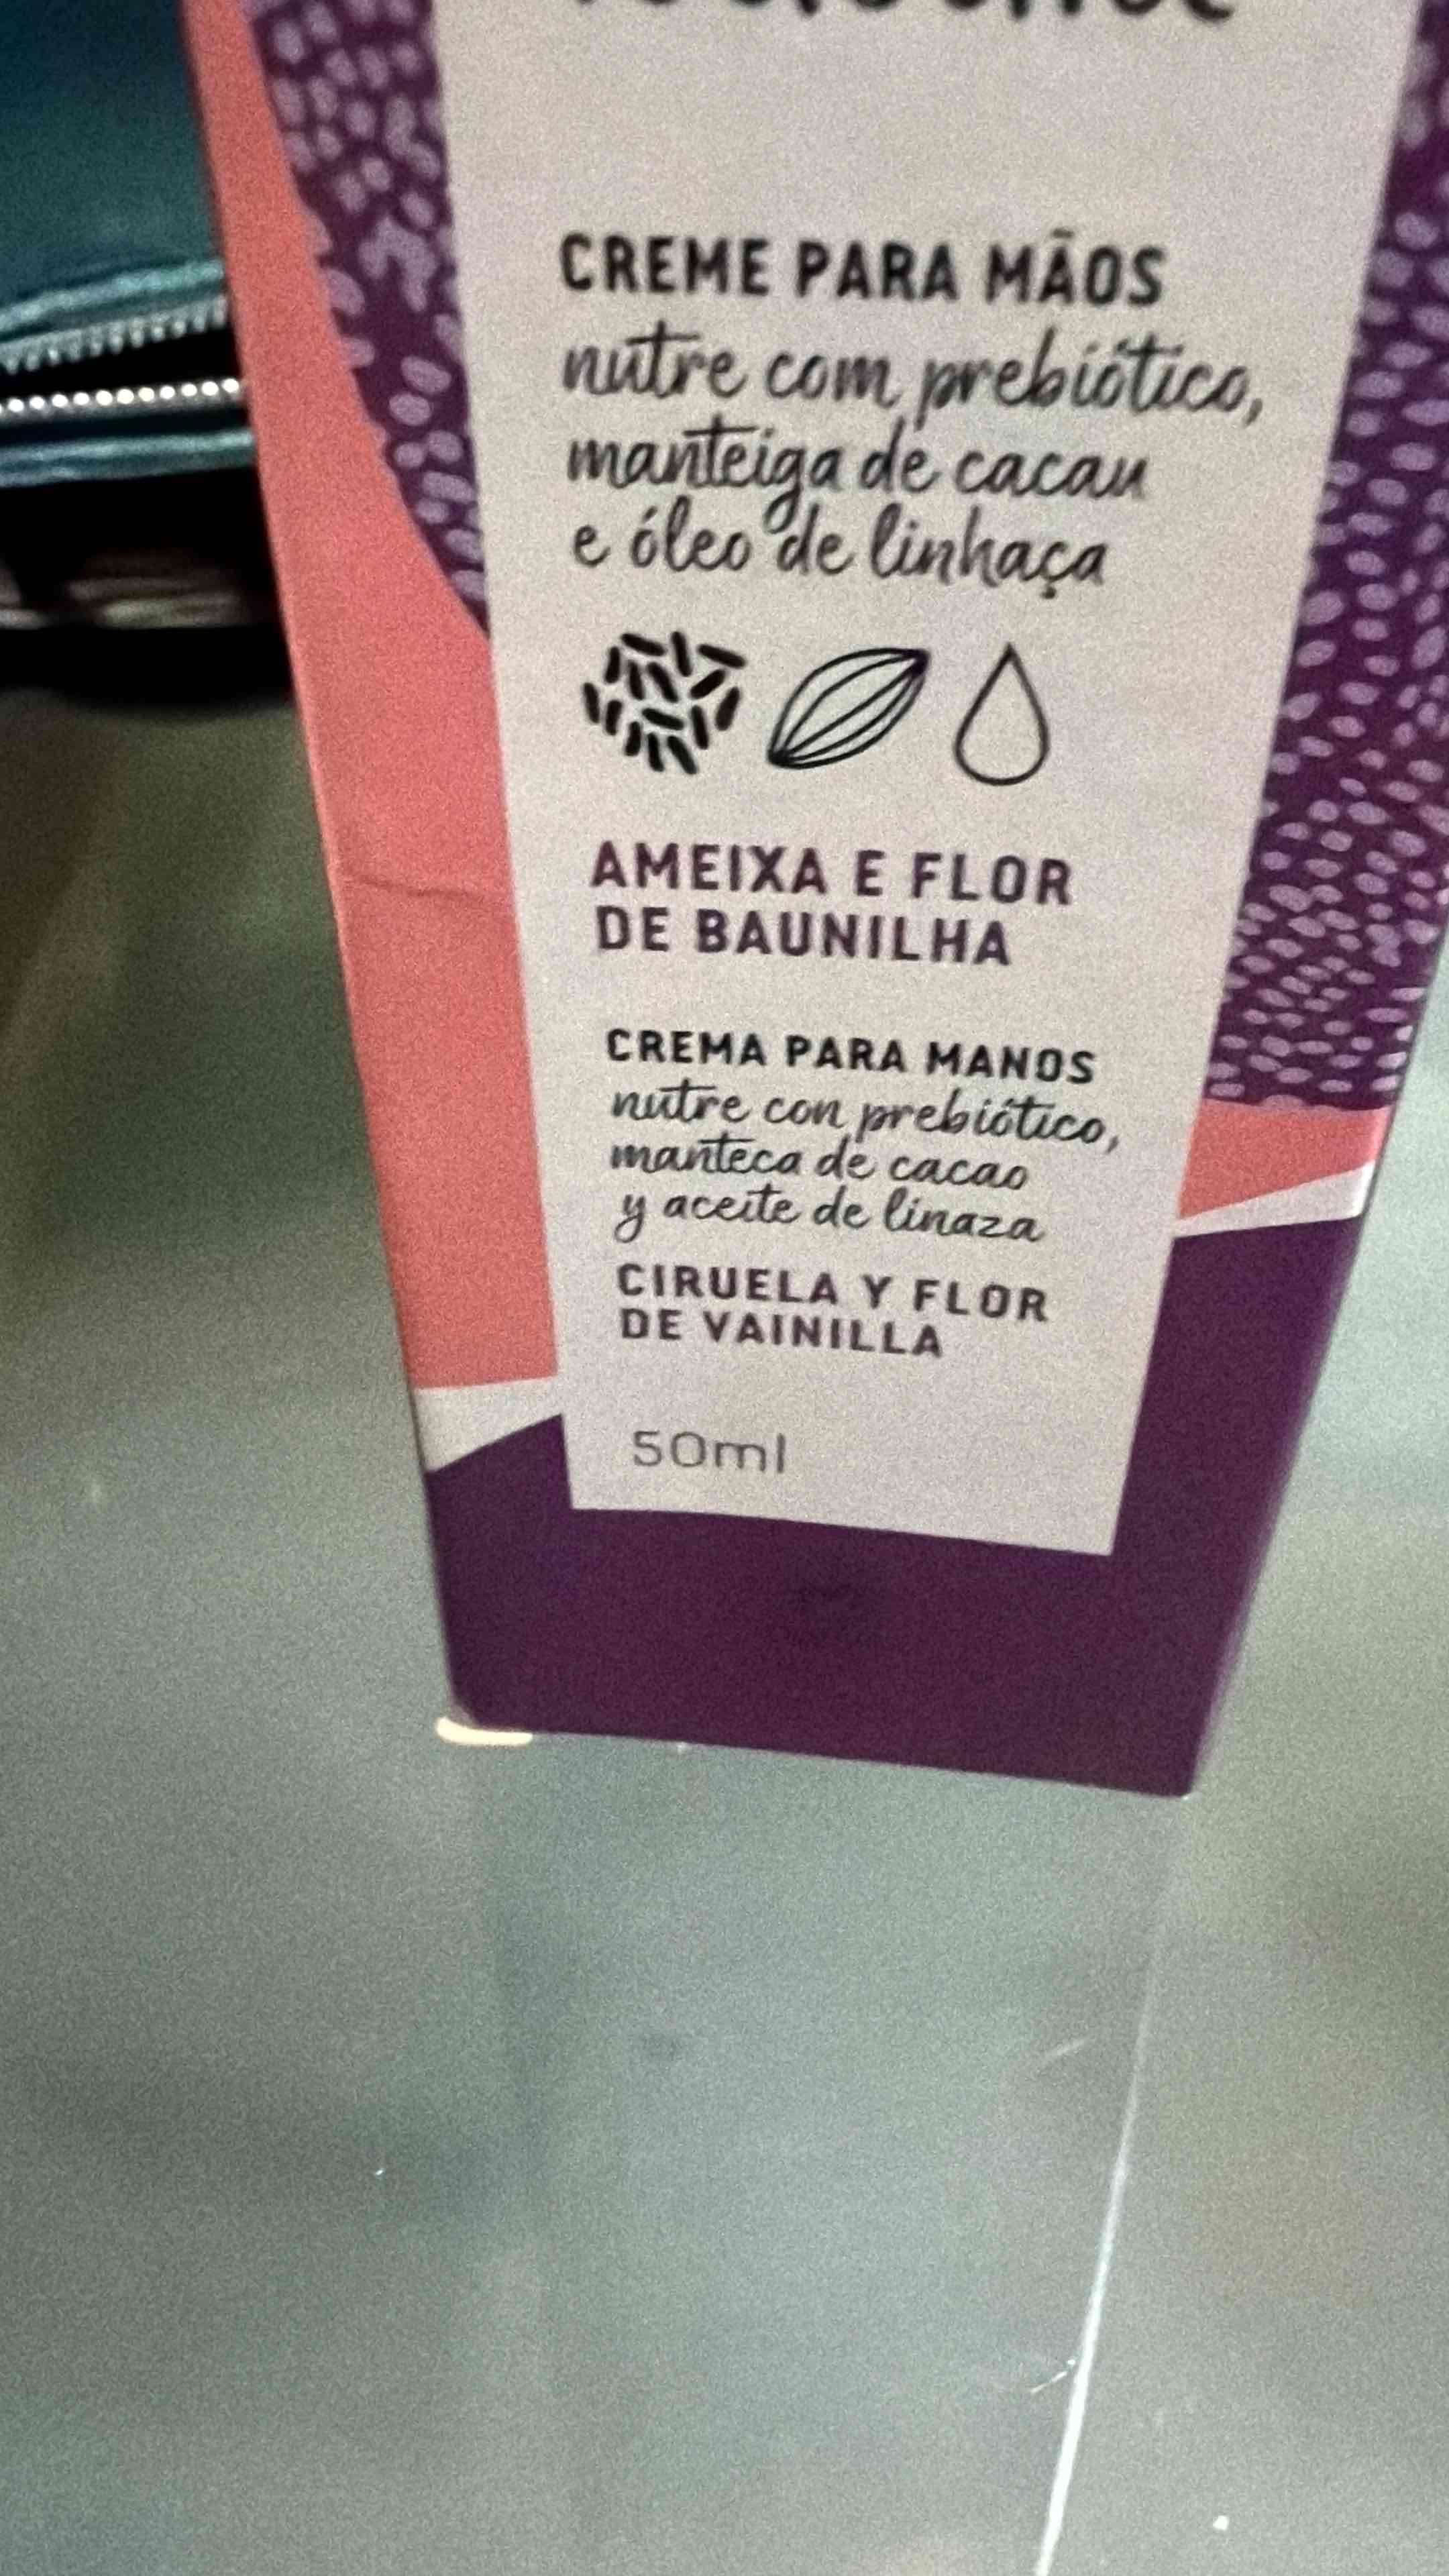 CREME PARA MÃOS
nutre com prebiótico,
manteiga de cacau
e óleo de linhaça
AMEIXA E FLOR
DE BAUNILHA
CREMA PARA MANOS
nutre con prebiótico,
manteca de cacao
y aceite de linaza
CIRUELA Y FLOR
DE VAINILLA
50ml